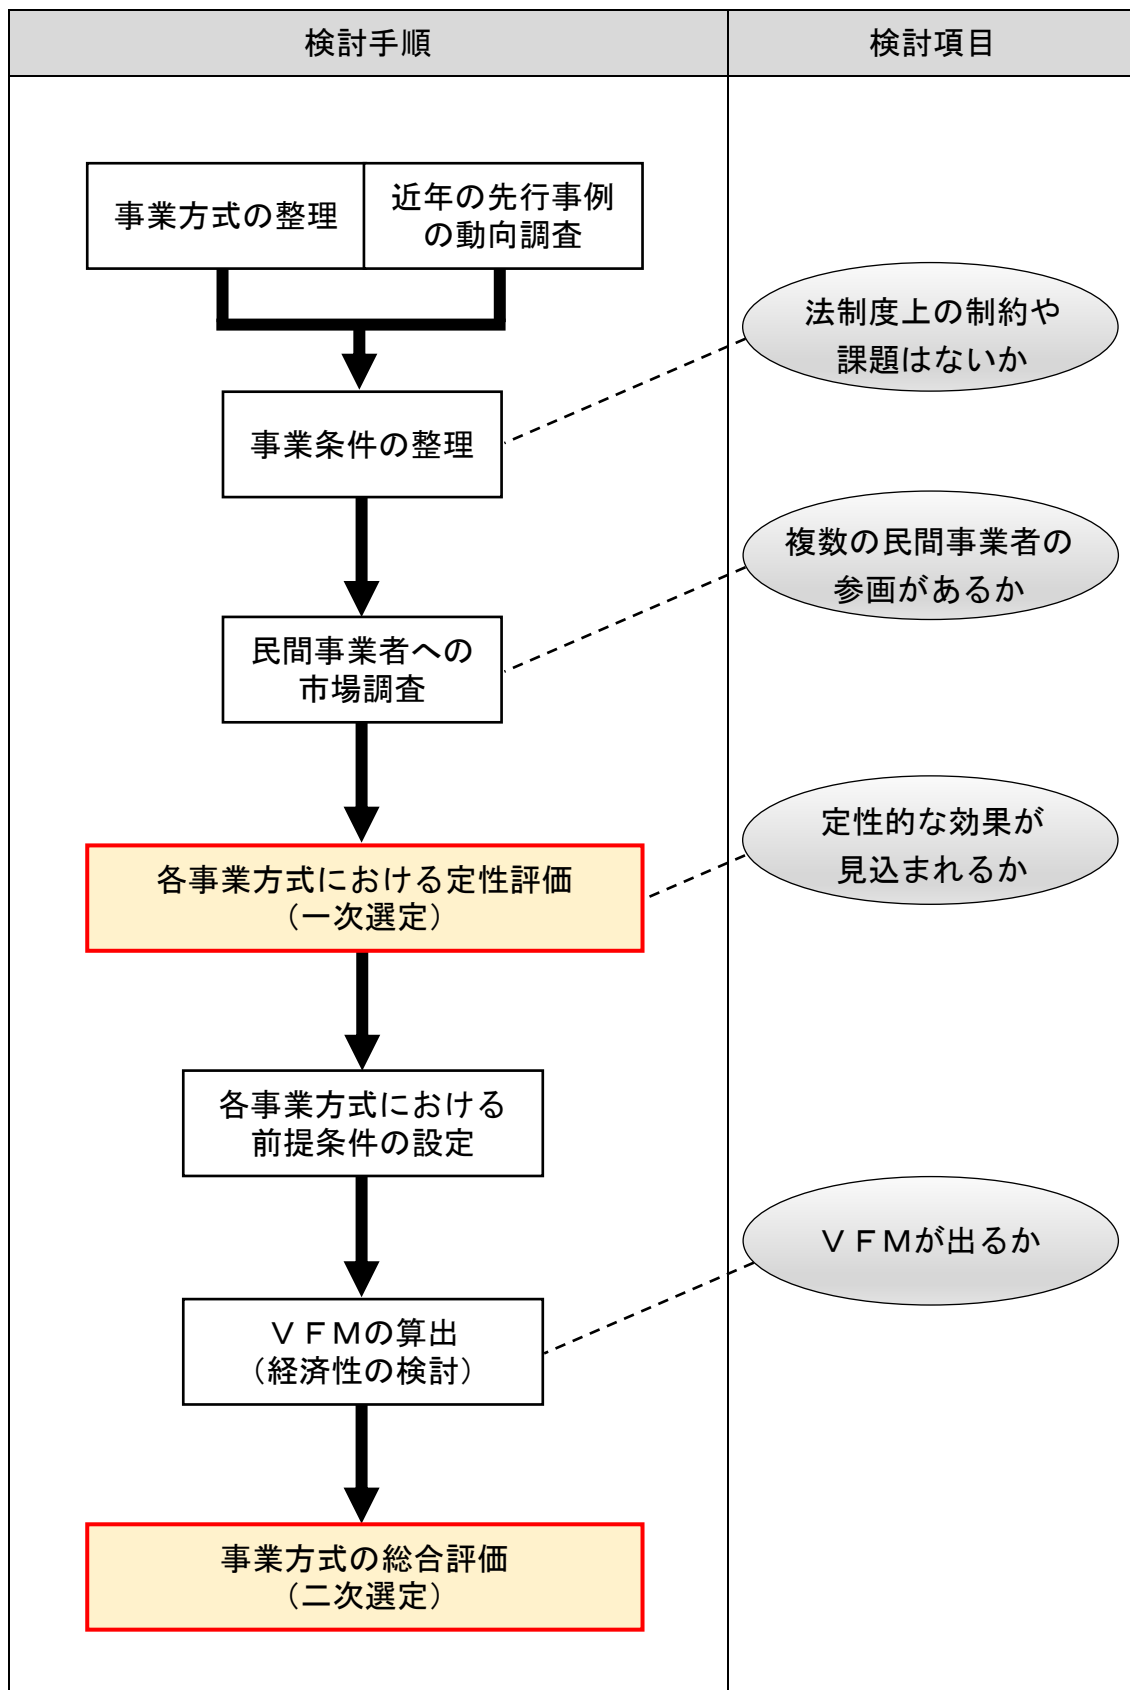 検討手順
検討項目
事業方式の整理
近年の先行事例
の動向調査
法制度上の制約や
課題はないか
事業条件の整理
複数の民間事業者の
参画があるか
民間事業者への
市場調査
定性的な効果が
見込まれるか
各事業方式における定性評価
（一次選定）
各事業方式における
前提条件の設定
ＶＦＭが出るか
ＶＦＭの算出
（経済性の検討）
事業方式の総合評価
（二次選定）